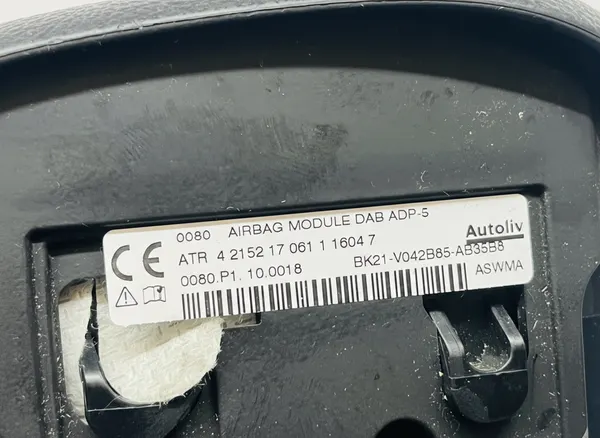 CE 0080 AIRBAG MODULE DAB ADP-5
Autoliv
ATR 4 2152 17 061 1 1604 7
0080.P1. 10.0018 BK21-V042B85-AB35B8
ASWMA